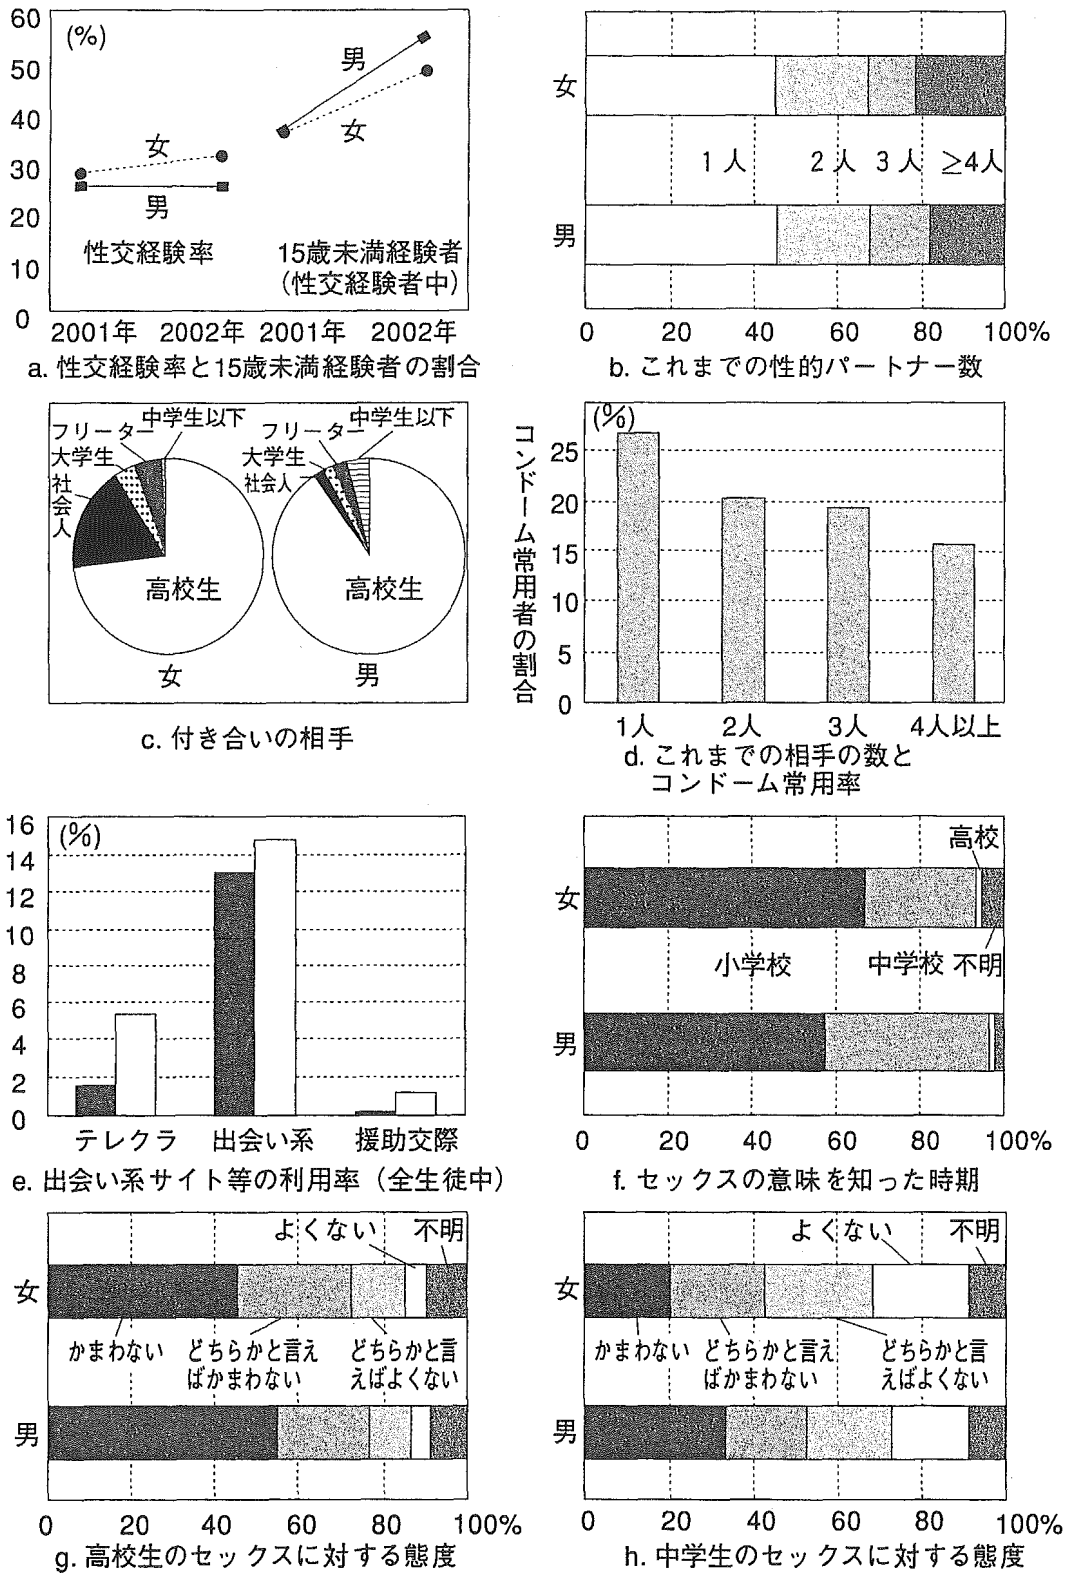 60
50
40
30
20
10
0
(%)
男
女
女
男
性交経験率
15歳未満経験者
(性交経験者中)
2001年 2002年 2001年 2002年
a. 性交経験率と15歳未満経験者の割合
女
1人 2人 3人 ≥4人
男
0 20 40 60 80 100%
b. これまでの性的パートナー数
フリーター 中学生以下
大学生
社会人
高校生
女
フリーター 中学生以下
大学生
社会人
高校生
男
c. 付き合いの相手
コンドーム常用者の割合
(%)
25
20
15
10
5
0
1人 2人 3人 4人以上
d. これまでの相手の数と
コンドーム常用率
16
14
12
10
8
6
4
2
0
(%)
テレクラ 出会い系 援助交際
e. 出会い系サイト等の利用率(全生徒中)
高校
女
小学校 中学校 不明
男
0 20 40 60 80 100%
f. セックスの意味を知った時期
よくない 不明
女
かまわない どちらかと言え どちらかと言
ばかまわない えばよくない
男
0 20 40 60 80 100%
g. 高校生のセックスに対する態度
よくない 不明
女
かまわない どちらかと言え どちらかと言
ばかまわない えばよくない
男
0 20 40 60 80 100%
h. 中学生のセックスに対する態度